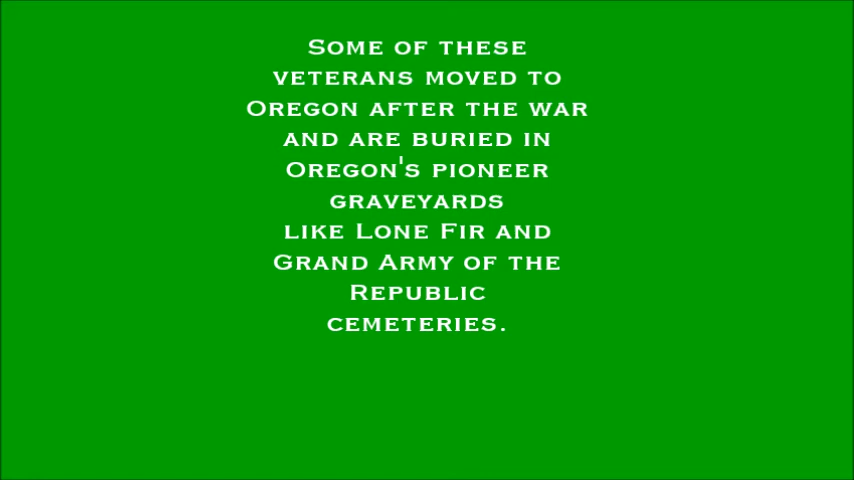 Some of these
veterans moved to
Oregon after the war
and are buried in
Oregon's pioneer
graveyards
like Lone Fir and
Grand Army of the
Republic
cemeteries.